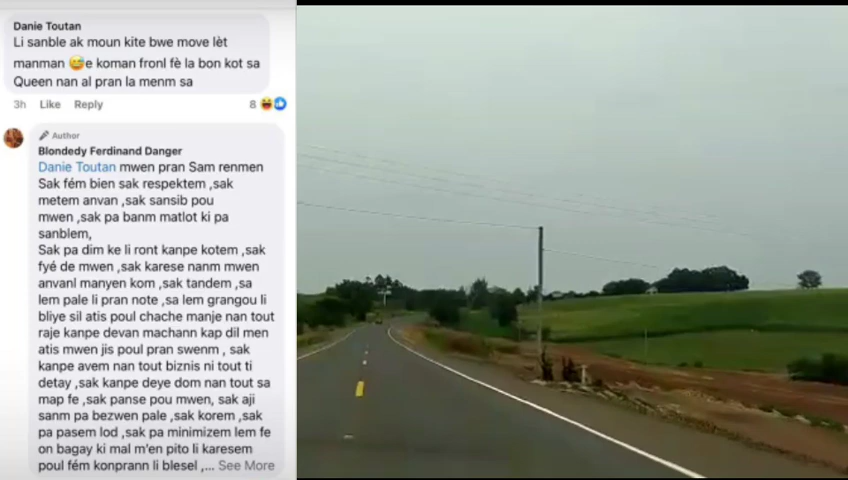 Danie Toutan
Li sanble ak moun kite bwe move lèt
manman 😅e koman fronl fè la bon kot sa
Queen nan al pran la menm sa
3h Like Reply 8
Author
Blondedy Ferdinand Danger
Danie Toutan mwen pran Sam renmen
Sak fém bien sak respektem ,sak
metem anvan ,sak sansib pou
mwen ,sak pa banm matlot ki pa
sanblem,
Sak pa dim ke li ront kanpe kotem ,sak
fyé de mwen ,sak karese nanm mwen
anvanl manyen kom ,sak tandem ,sa
lem pale li pran note ,sa lem grangou li
bliye sil atis poul chache manje nan tout
raje kanpe devan machann kap dil men
atis mwen jis poul pran swenm , sak
kanpe avem nan tout biznis ni tout ti
detay ,sak kanpe deye dom nan tout sa
map fe ,sak panse pou mwen, sak aji
sanm pa bezwen pale ,sak korem ,sak
pa pasem lod ,sak pa minimizem lem fe
on bagay ki mal m'en pito li karesem
poul fém konprann li blesel ,... See More